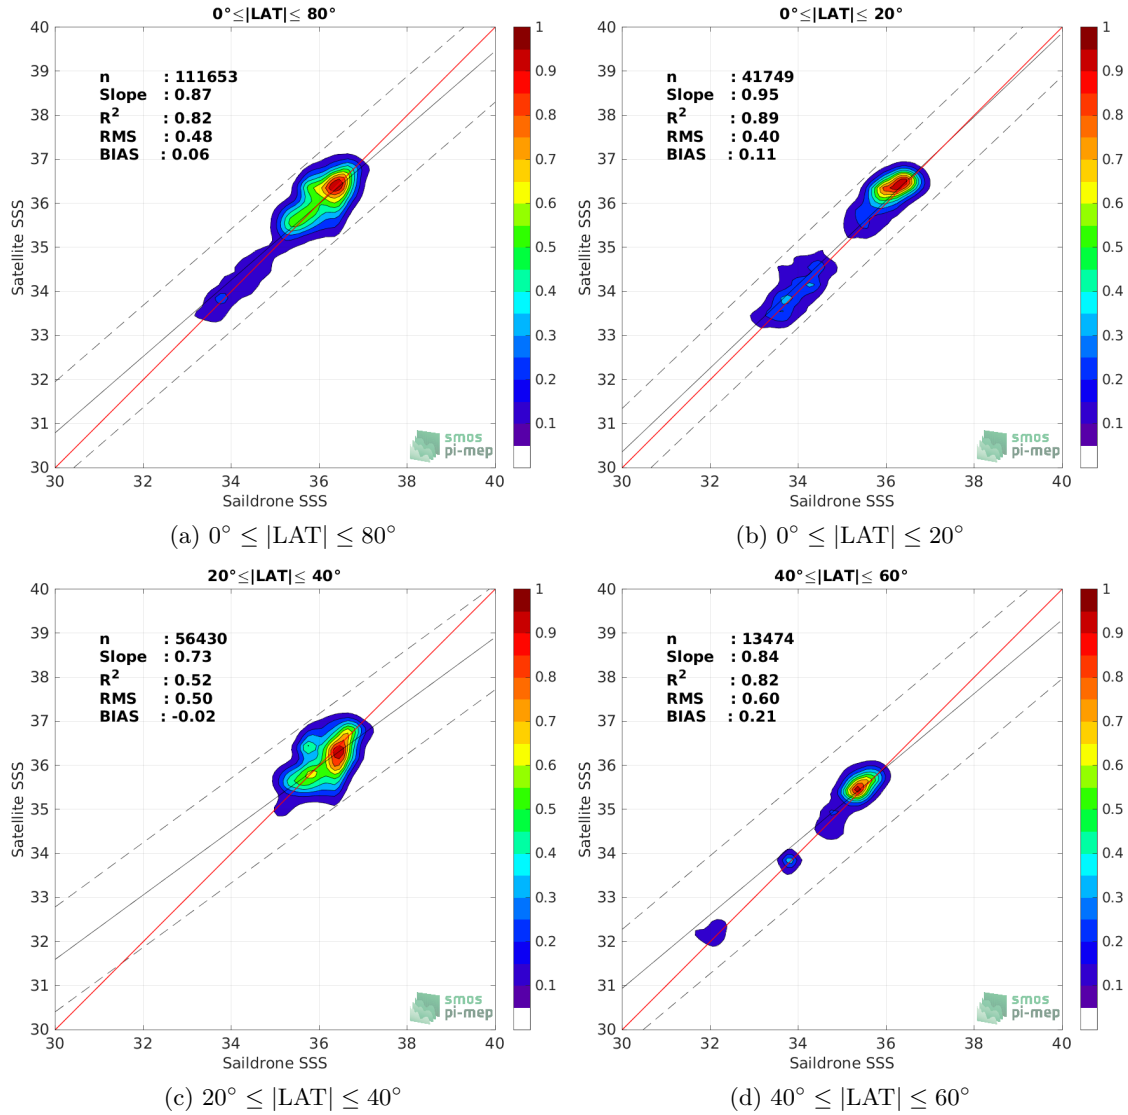 0°≤|LAT|≤ 80°
n : 111653
Slope : 0.87
R² : 0.82
RMS : 0.48
BIAS : 0.06
40
39
38
37
36
35
34
33
32
31
30
Satellite SSS
30 32 34 36 38 40
Saildrone SSS
1
0.9
0.8
0.7
0.6
0.5
0.4
0.3
0.2
0.1
smos
pi-mep
(a) 0° ≤ |LAT| ≤ 80°
0°≤|LAT|≤ 20°
n : 41749
Slope : 0.95
R² : 0.89
RMS : 0.40
BIAS : 0.11
40
39
38
37
36
35
34
33
32
31
30
Satellite SSS
30 32 34 36 38 40
Saildrone SSS
1
0.9
0.8
0.7
0.6
0.5
0.4
0.3
0.2
0.1
smos
pi-mep
(b) 0° ≤ |LAT| ≤ 20°
20°≤|LAT|≤ 40°
n : 56430
Slope : 0.73
R² : 0.52
RMS : 0.50
BIAS : -0.02
40
39
38
37
36
35
34
33
32
31
30
Satellite SSS
30 32 34 36 38 40
Saildrone SSS
1
0.9
0.8
0.7
0.6
0.5
0.4
0.3
0.2
0.1
smos
pi-mep
(c) 20° ≤ |LAT| ≤ 40°
40°≤|LAT|≤ 60°
n : 13474
Slope : 0.84
R² : 0.82
RMS : 0.60
BIAS : 0.21
40
39
38
37
36
35
34
33
32
31
30
Satellite SSS
30 32 34 36 38 40
Saildrone SSS
1
0.9
0.8
0.7
0.6
0.5
0.4
0.3
0.2
0.1
smos
pi-mep
(d) 40° ≤ |LAT| ≤ 60°